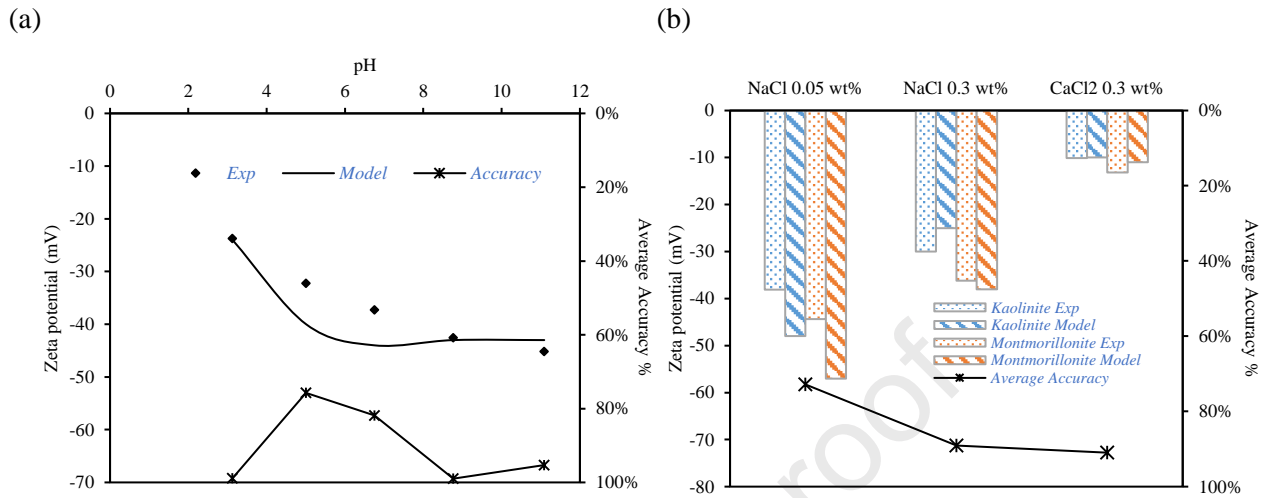 (a)
pH
0 2 4 6 8 10 12
0
-10
-20
-30
-40
-50
-60
-70
Zeta potential (mV)
Exp Model Accuracy
0%
20%
40%
60%
80%
100%
Average Accuracy %
(b)
NaCl 0.05 wt% NaCl 0.3 wt% CaCl2 0.3 wt%
0
-10
-20
-30
-40
-50
-60
-70
-80
Zeta potential (mV)
Kaolinite Exp
Kaolinite Model
Montmorillonite Exp
Montmorillonite Model
Average Accuracy
0%
20%
40%
60%
80%
100%
Average Accuracy %
roof